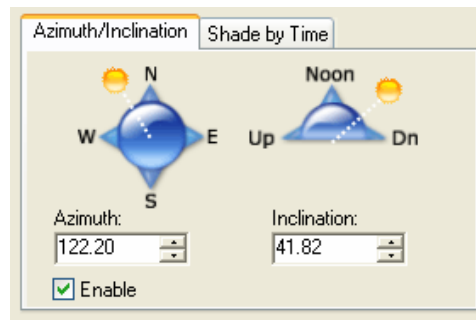 Azimuth/Inclination Shade by Time
N Noon
W E Up Dn
S
Azimuth: Inclination:
122.20 41.82
Enable